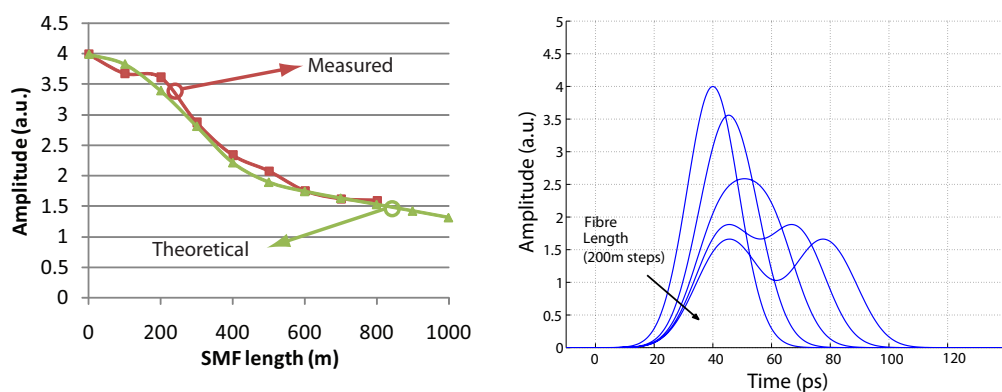 4.5
4
3.5
3
2.5
2
1.5
1
0.5
0
Amplitude (a.u.)
Measured
Theoretical
0 200 400 600 800 1000
SMF length (m)
5
4.5
4
3.5
3
2.5
2
1.5
1
0.5
0
Amplitude (a.u.)
Fibre
Length
(200m steps)
0 20 40 60 80 100 120
Time (ps)